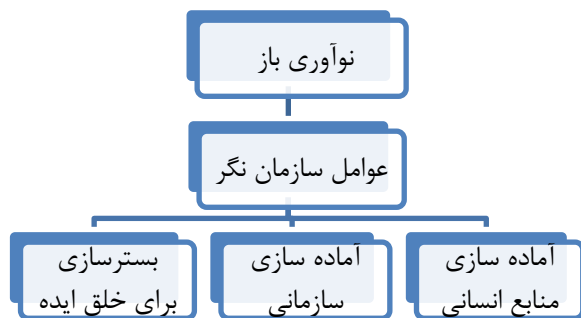 نوآوری باز
عوامل سازمان نگر
آماده سازی
منابع انسانی
آماده سازی
سازمانی
بسترسازی
برای خلق ایده